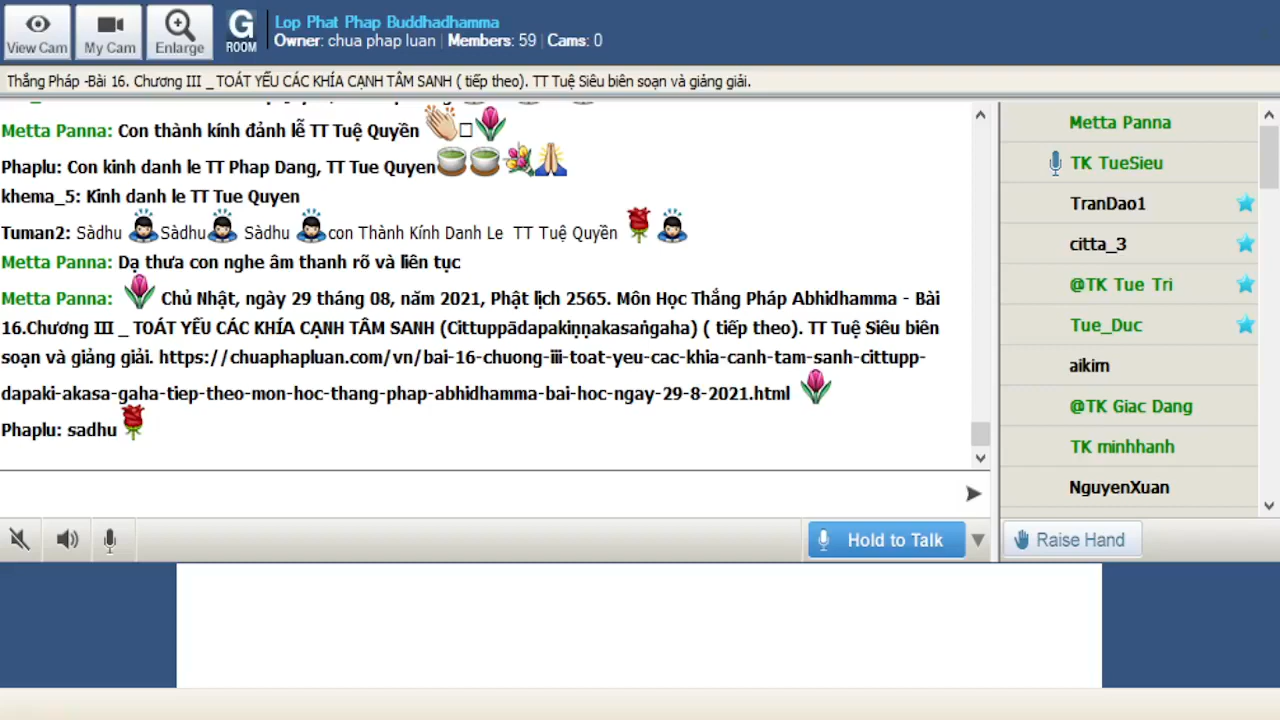 View Cam
My Cam
Enlarge
G
ROOM
Lop Phat Phap Buddhadhamma
Owner: chua phap luan | Members: 59 | Cams: 0
Thắng Pháp -Bài 16. Chương III _ TOÁT YẾU CÁC KHÍA CẠNH TÂM SANH ( tiếp theo). TT Tuệ Siêu biên soạn và giảng giải.
Metta Panna: Con thành kính đảnh lễ TT Tuệ Quyền
Phaplu: Con kinh danh le TT Phap Dang, TT Tue Quyen
khema_5: Kinh danh le TT Tue Quyen
Tuman2: Sàdhu Sàdhu Sàdhu con Thành Kính Danh Le TT Tuệ Quyền
Metta Panna: Dạ thưa con nghe âm thanh rõ và liên tục
Metta Panna: Chủ Nhật, ngày 29 tháng 08, năm 2021, Phật lịch 2565. Môn Học Thắng Pháp Abhidhamma - Bài
16.Chương III _ TOÁT YẾU CÁC KHÍA CẠNH TÂM SANH (Cittuppādapakiṇṇakasaṅgaha) ( tiếp theo). TT Tuệ Siêu biên
soạn và giảng giải. https://chuaphapluan.com/vn/bai-16-chuong-iii-toat-yeu-cac-khia-canh-tam-sanh-cittupp-
dapaki-akasa-gaha-tiep-theo-mon-hoc-thang-phap-abhidhamma-bai-hoc-ngay-29-8-2021.html
Phaplu: sadhu
Metta Panna
TK TueSieu
TranDao1
citta_3
@TK Tue Tri
Tue_Duc
aikim
@TK Giac Dang
TK minhhanh
NguyenXuan
Hold to Talk
Raise Hand